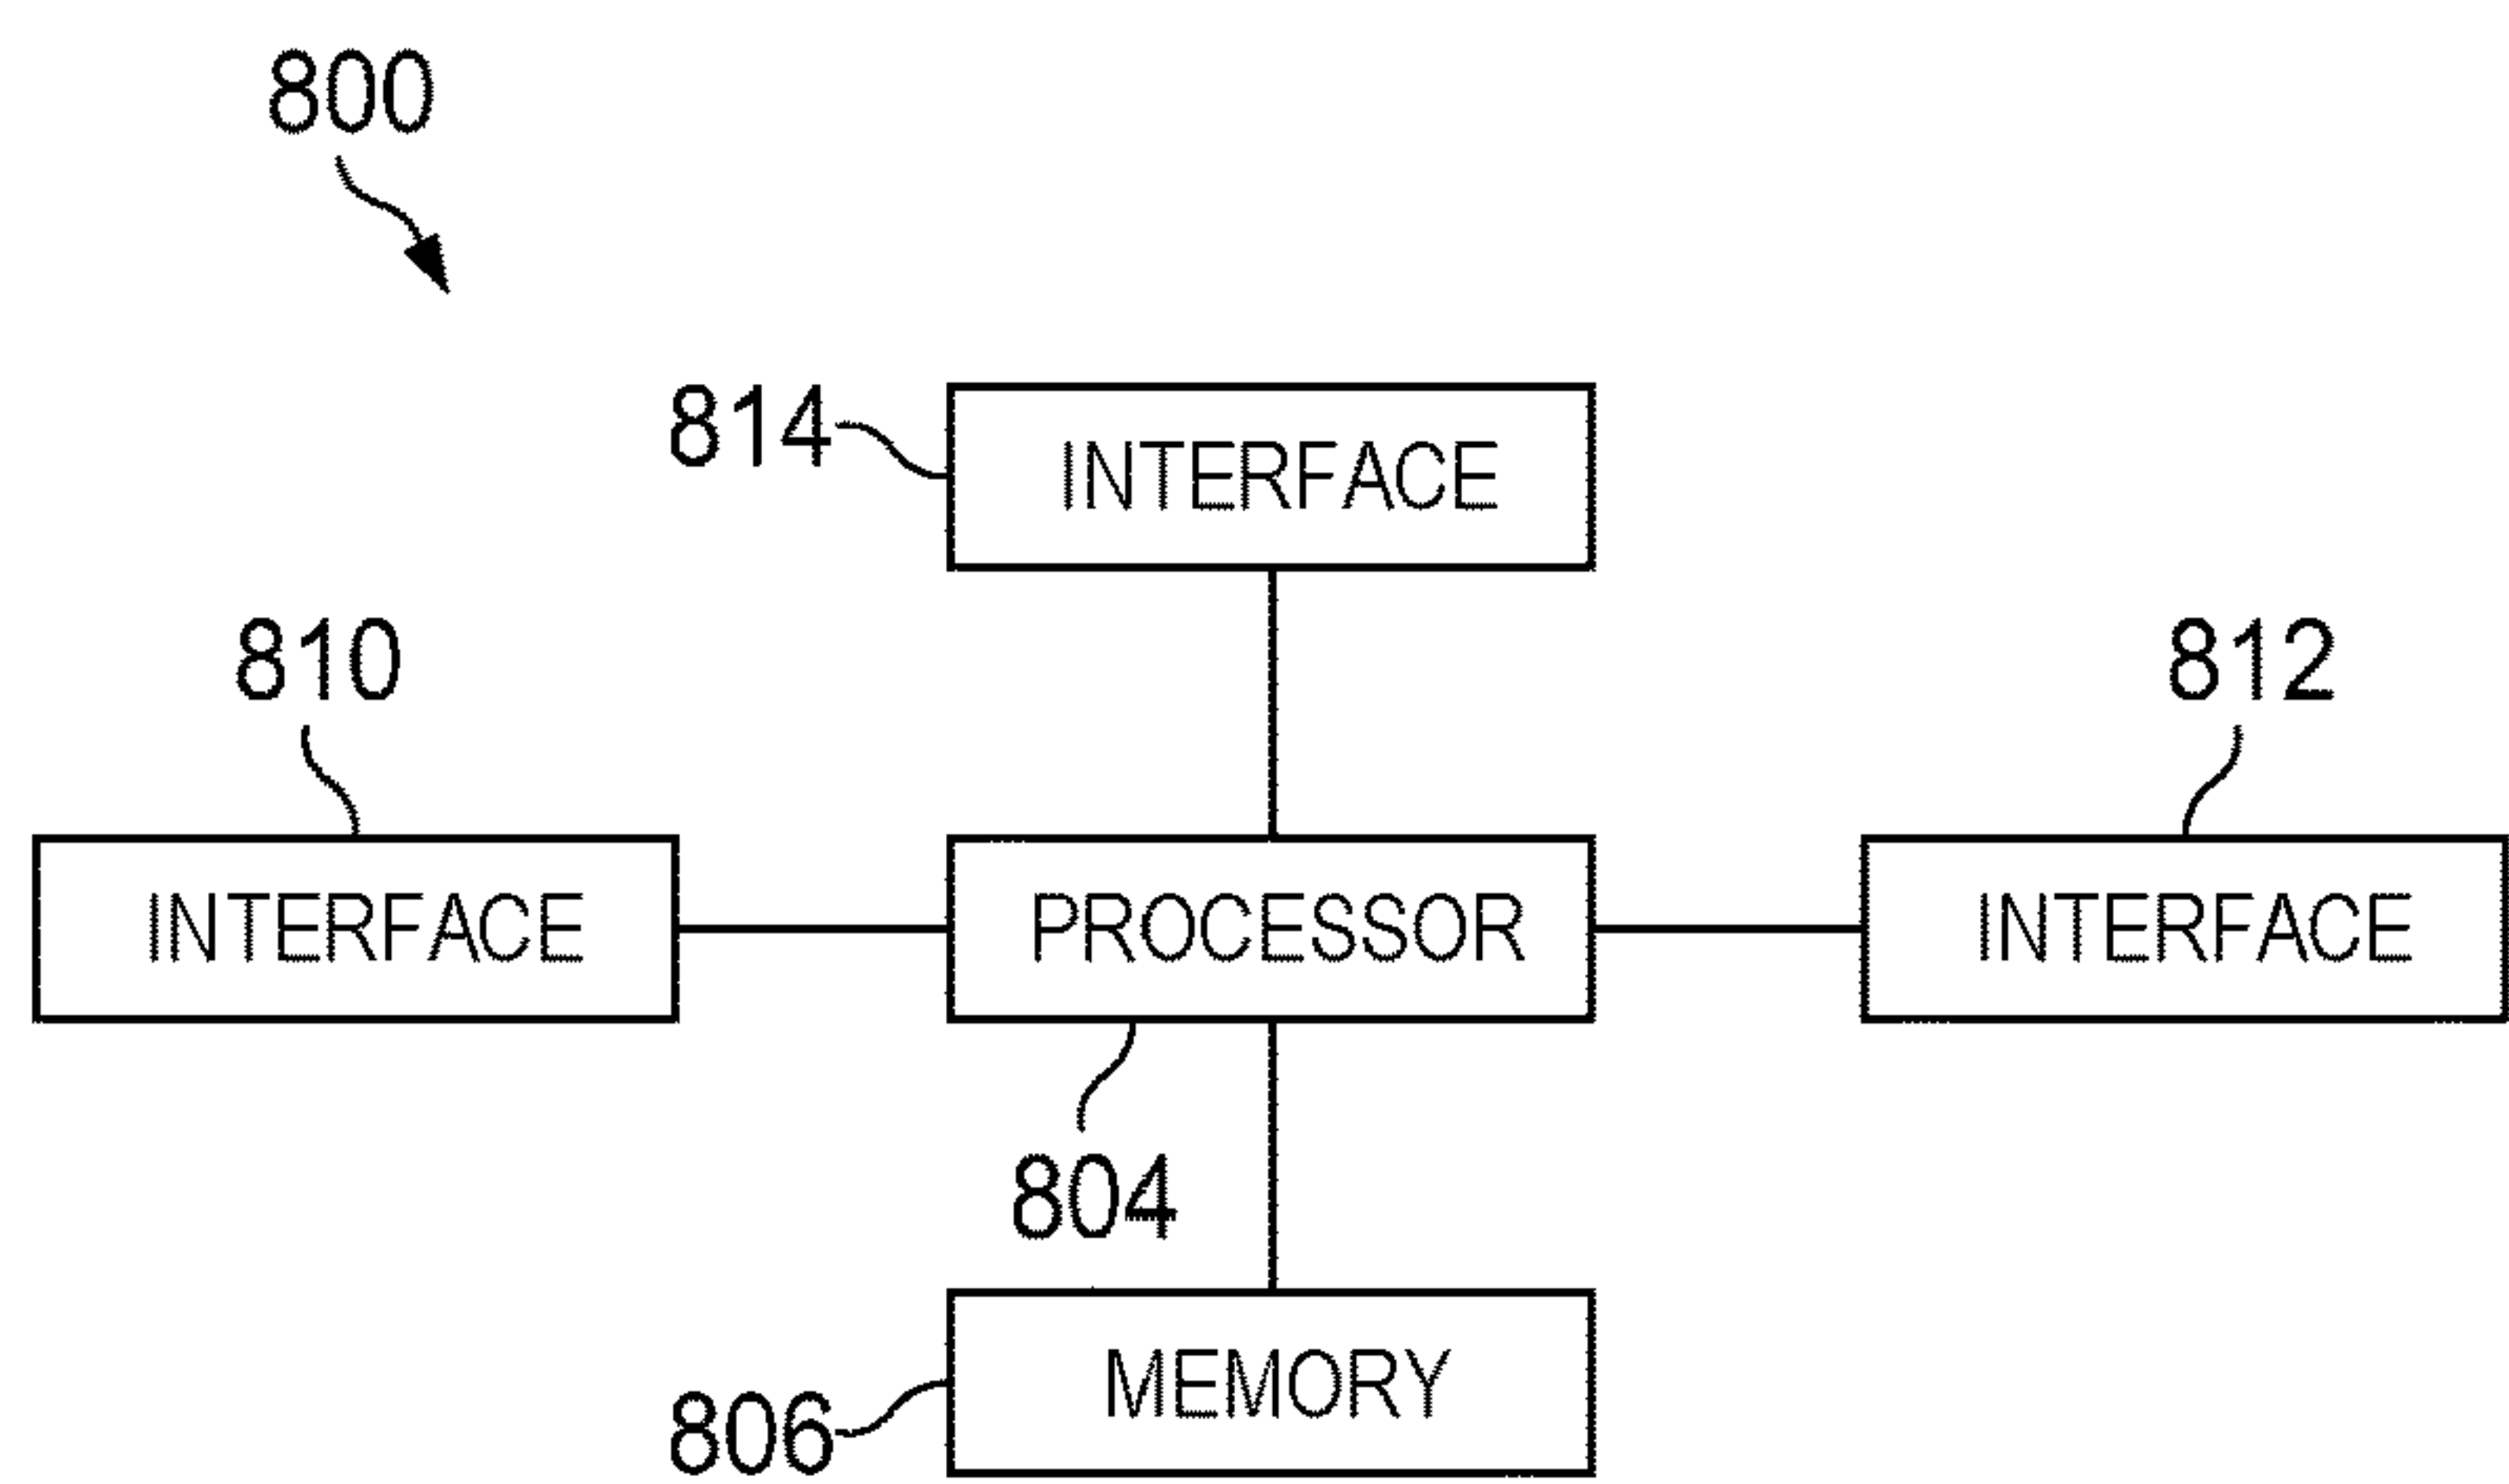 800
814
INTERFACE
810
812
INTERFACE
PROCESSOR
INTERFACE
804
MEMORY
806